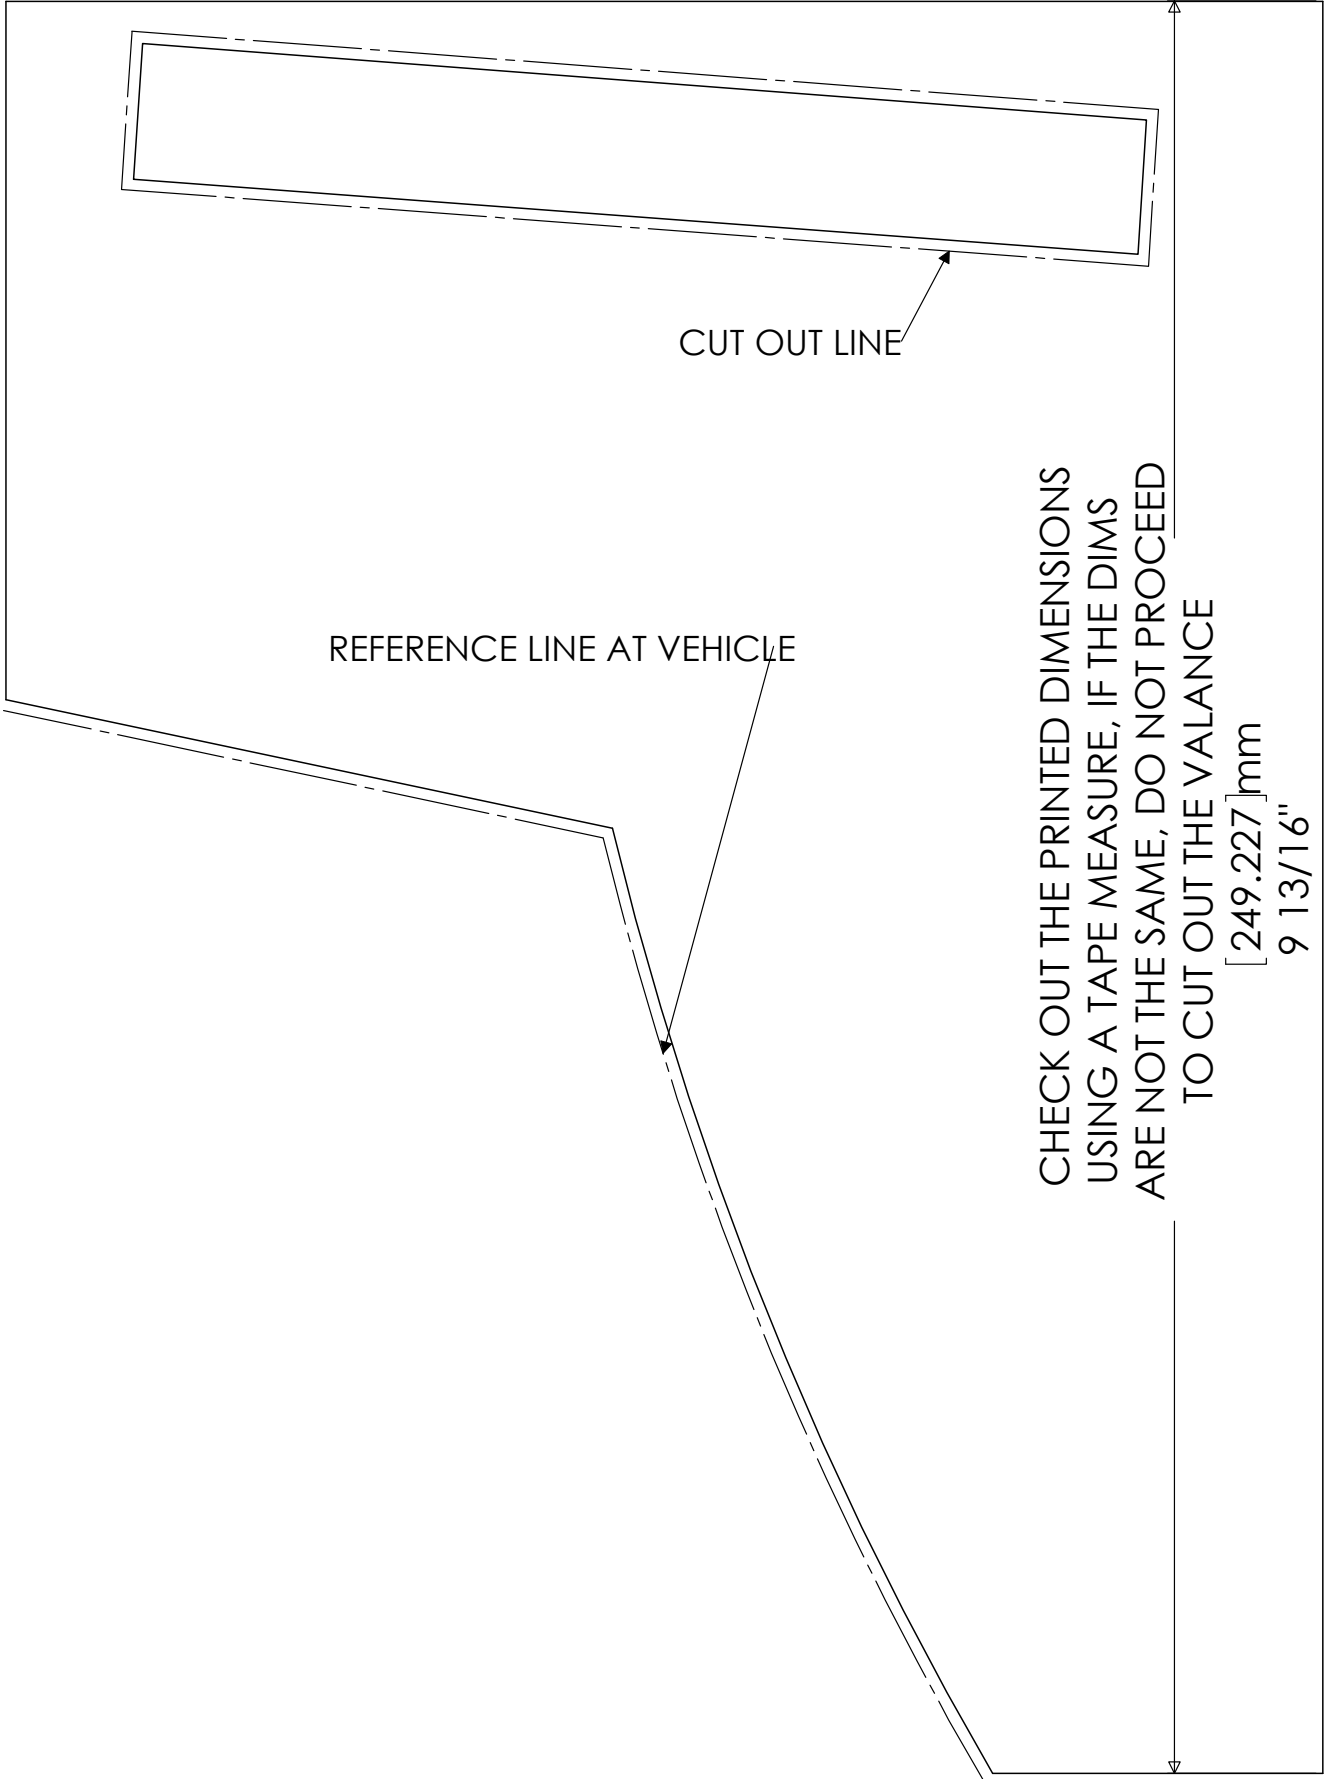 CUT OUT LINE
REFERENCE LINE AT VEHICLE
CHECK OUT THE PRINTED DIMENSIONS
USING A TAPE MEASURE, IF THE DIMS
ARE NOT THE SAME, DO NOT PROCEED
TO CUT OUT THE VALANCE
[249.227]mm
9 13/16"